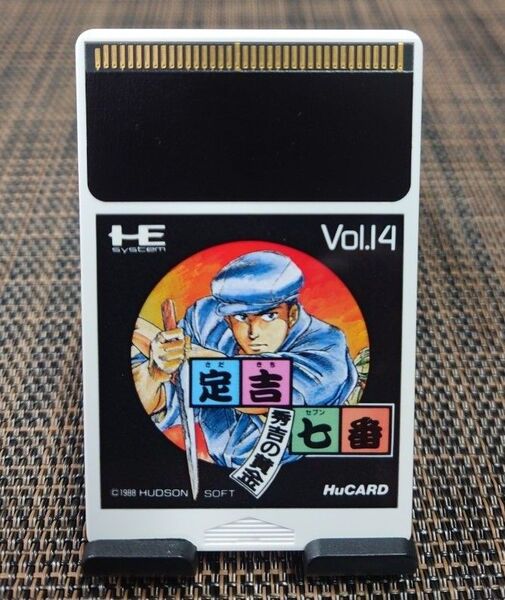 HE
system
Vol.14
さだ きち
定吉
セブン
七番
秀吉の黄金
©1988 HUDSON SOFT
HuCARD